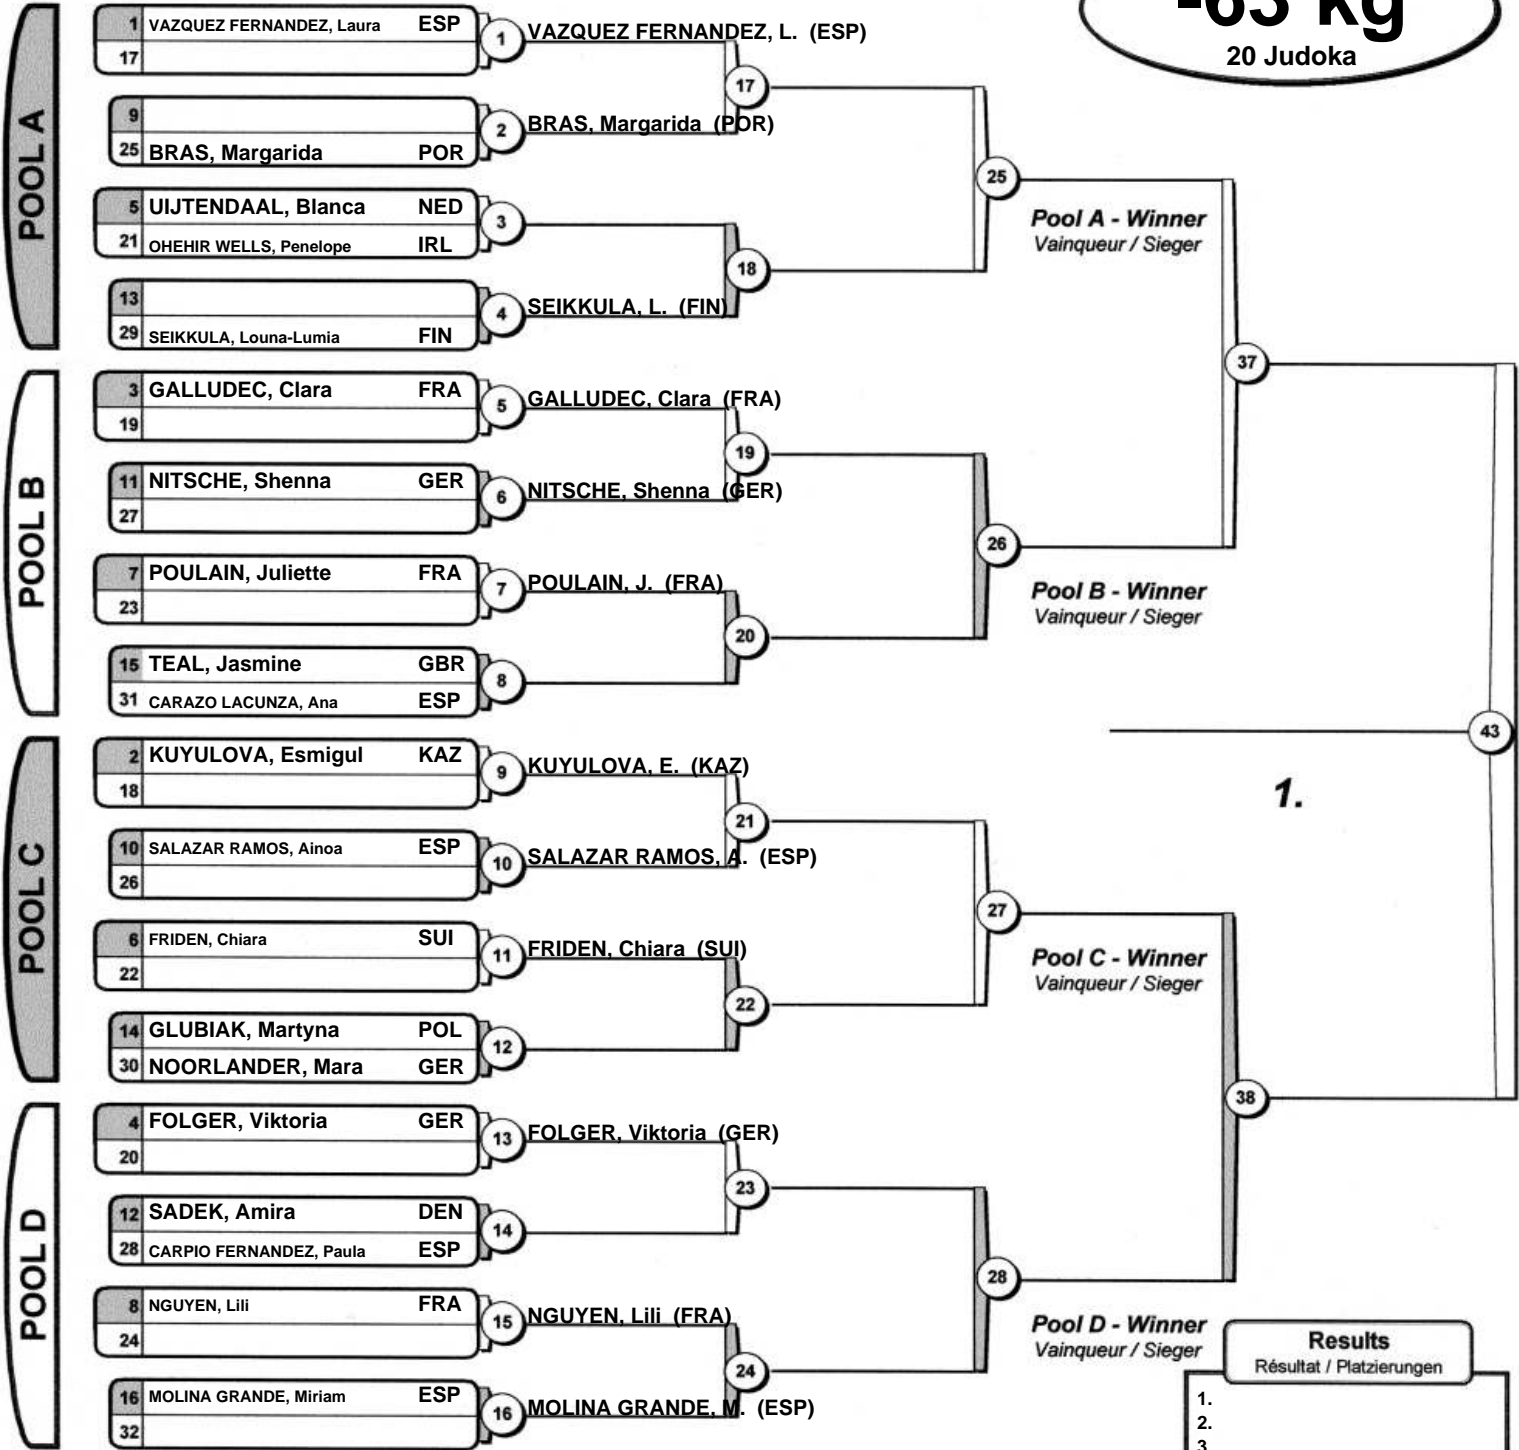 -63 kg
20 Judoka
POOL A
1 VAZQUEZ FERNANDEZ, Laura ESP
17
1 VAZQUEZ FERNANDEZ, L. (ESP)
17
9
25 BRAS, Margarida POR
2 BRAS, Margarida (POR)
25
Pool A - Winner
Vainqueur / Sieger
5 UIJTENDAAL, Blanca NED
21 OHEHIR WELLS, Penelope IRL
3
18
13
29 SEIKKULA, Louna-Lumia FIN
4 SEIKKULA, L. (FIN)
37
POOL B
3 GALLUDEC, Clara FRA
19
5 GALLUDEC, Clara (FRA)
19
11 NITSCHE, Shenna GER
27
6 NITSCHE, Shenna (GER)
26
Pool B - Winner
Vainqueur / Sieger
7 POULAIN, Juliette FRA
23
7 POULAIN, J. (FRA)
20
15 TEAL, Jasmine GBR
31 CARAZO LACUNZA, Ana ESP
8
43
1.
POOL C
2 KUYULOVA, Esmigul KAZ
18
9 KUYULOVA, E. (KAZ)
21
10 SALAZAR RAMOS, Ainoa ESP
26
10 SALAZAR RAMOS, A. (ESP)
27
Pool C - Winner
Vainqueur / Sieger
6 FRIDEN, Chiara SUI
22
11 FRIDEN, Chiara (SUI)
22
14 GLUBIAK, Martyna POL
30 NOORLANDER, Mara GER
12
38
POOL D
4 FOLGER, Viktoria GER
20
13 FOLGER, Viktoria (GER)
23
12 SADEK, Amira DEN
28 CARPIO FERNANDEZ, Paula ESP
14
28
Pool D - Winner
Vainqueur / Sieger
8 NGUYEN, Lili FRA
24
15 NGUYEN, Lili (FRA)
24
16 MOLINA GRANDE, Miriam ESP
32
16 MOLINA GRANDE, M. (ESP)
Results
Résultat / Platzierungen
1.
2.
3